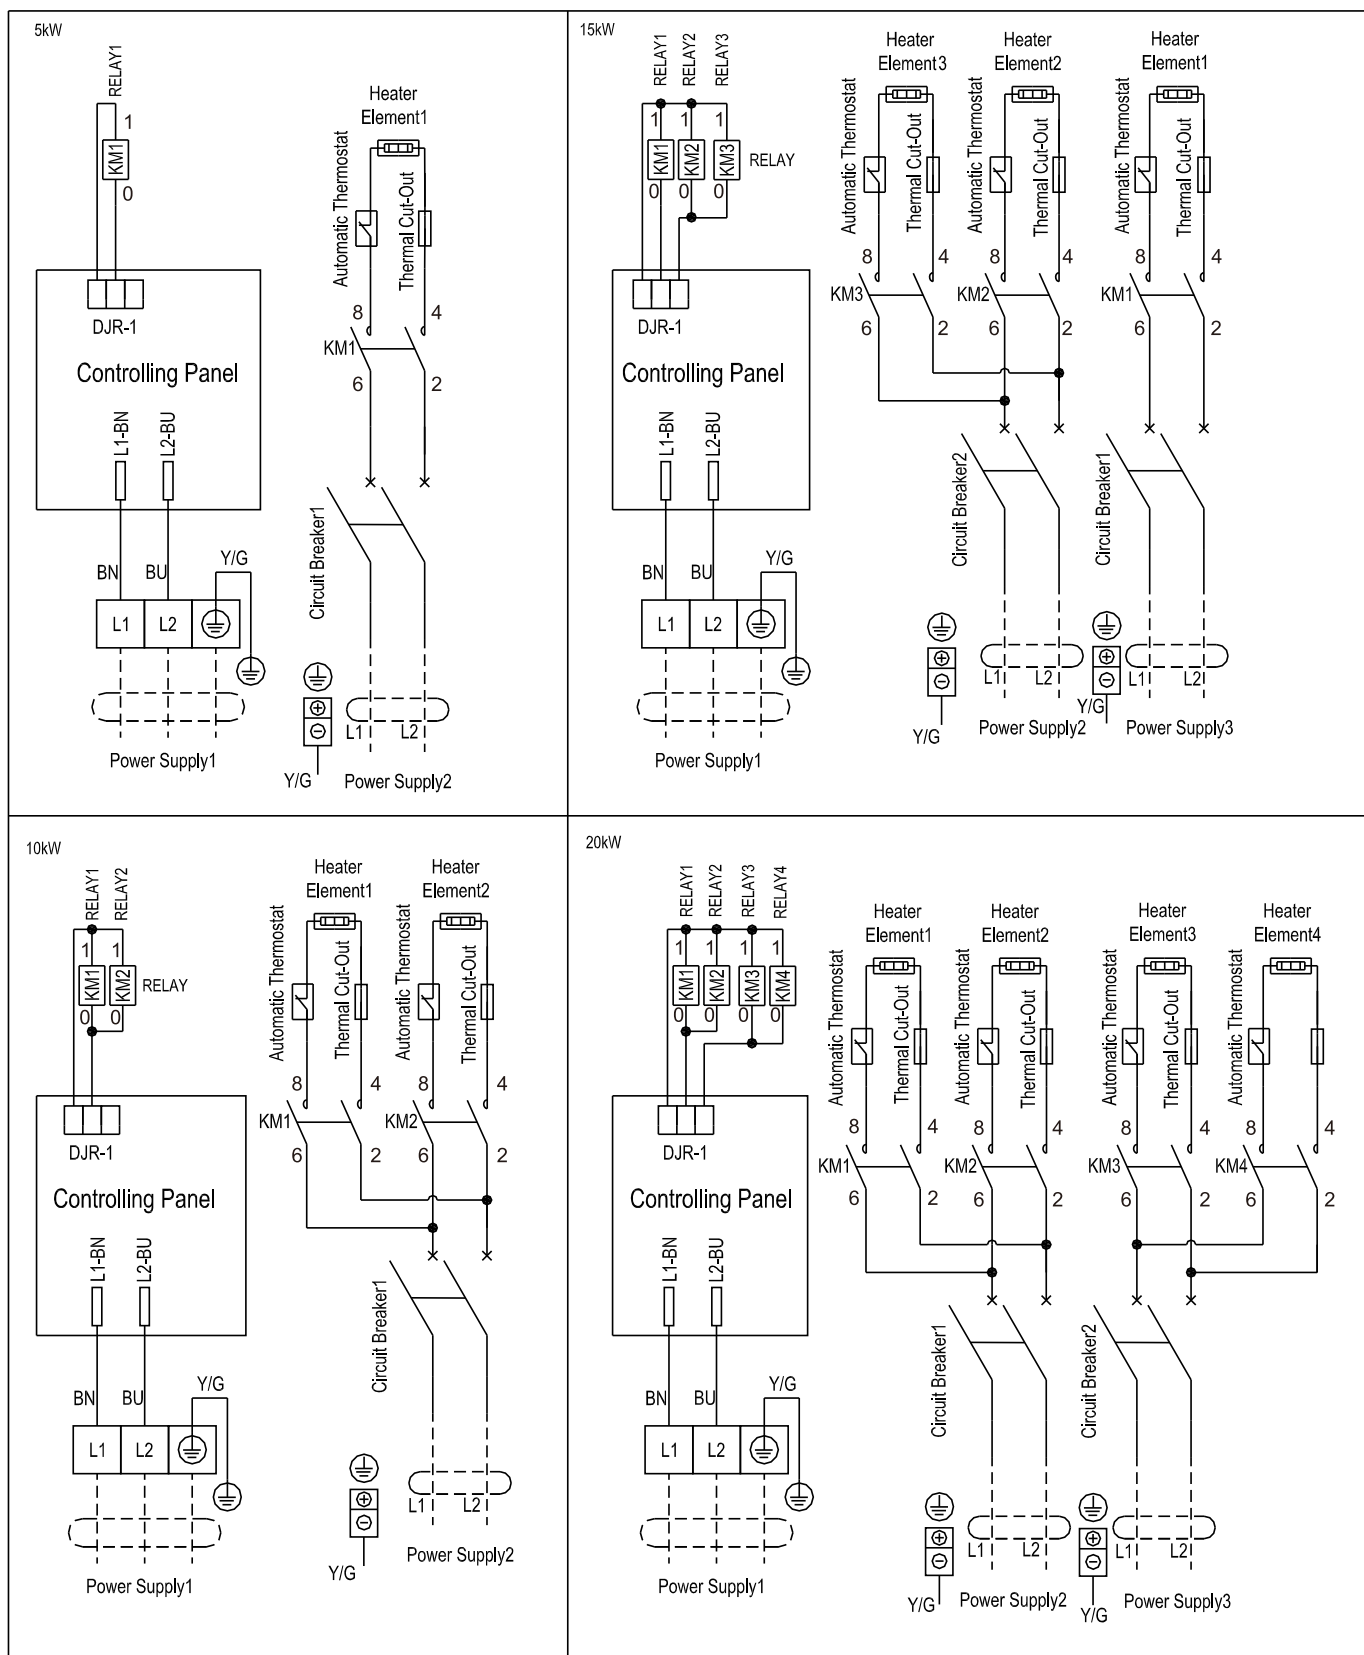 5kW
RELAY1
1
KM1
0
Heater
Element1
Automatic Thermostat
Thermal Cut-Out
8
4
KM1
6
2
DJR-1
Controlling Panel
L1-BN
L2-BU
Circuit Breaker1
BN
BU
Y/G
L1
L2
L1
L2
Power Supply1
Y/G
Power Supply2
15kW
RELAY1
RELAY2
RELAY3
1
1
1
KM1
KM2
KM3
RELAY
0
0
0
Heater
Element3
Heater
Element2
Heater
Element1
Automatic Thermostat
Thermal Cut-Out
Automatic Thermostat
Thermal Cut-Out
Automatic Thermostat
Thermal Cut-Out
8
4
8
4
8
4
KM3
KM2
KM1
6
2
6
2
6
2
DJR-1
Controlling Panel
L1-BN
L2-BU
Circuit Breaker2
Circuit Breaker1
BN
BU
Y/G
L1
L2
L1
L2
L1
L2
Y/G
Y/G
Power Supply1
Power Supply2
Power Supply3
10kW
RELAY1
RELAY2
1
1
KM1
KM2
RELAY
0
0
Heater
Element1
Heater
Element2
Automatic Thermostat
Thermal Cut-Out
Automatic Thermostat
Thermal Cut-Out
8
4
8
4
KM1
KM2
6
2
6
2
DJR-1
Controlling Panel
L1-BN
L2-BU
Circuit Breaker1
BN
BU
Y/G
L1
L2
L1
L2
Power Supply1
Y/G
Power Supply2
20kW
RELAY1
RELAY2
RELAY3
RELAY4
1
1
1
1
KM1
KM2
KM3
KM4
0
0
0
0
Heater
Element1
Heater
Element2
Heater
Element3
Heater
Element4
Automatic Thermostat
Thermal Cut-Out
Automatic Thermostat
Thermal Cut-Out
Automatic Thermostat
Thermal Cut-Out
Automatic Thermostat
8
4
8
4
8
4
8
4
KM1
KM2
KM3
KM4
6
2
6
2
6
2
6
2
DJR-1
Controlling Panel
L1-BN
L2-BU
Circuit Breaker1
Circuit Breaker2
BN
BU
Y/G
L1
L2
L1
L2
L1
L2
Power Supply1
Y/G
Power Supply2
Y/G
Power Supply3